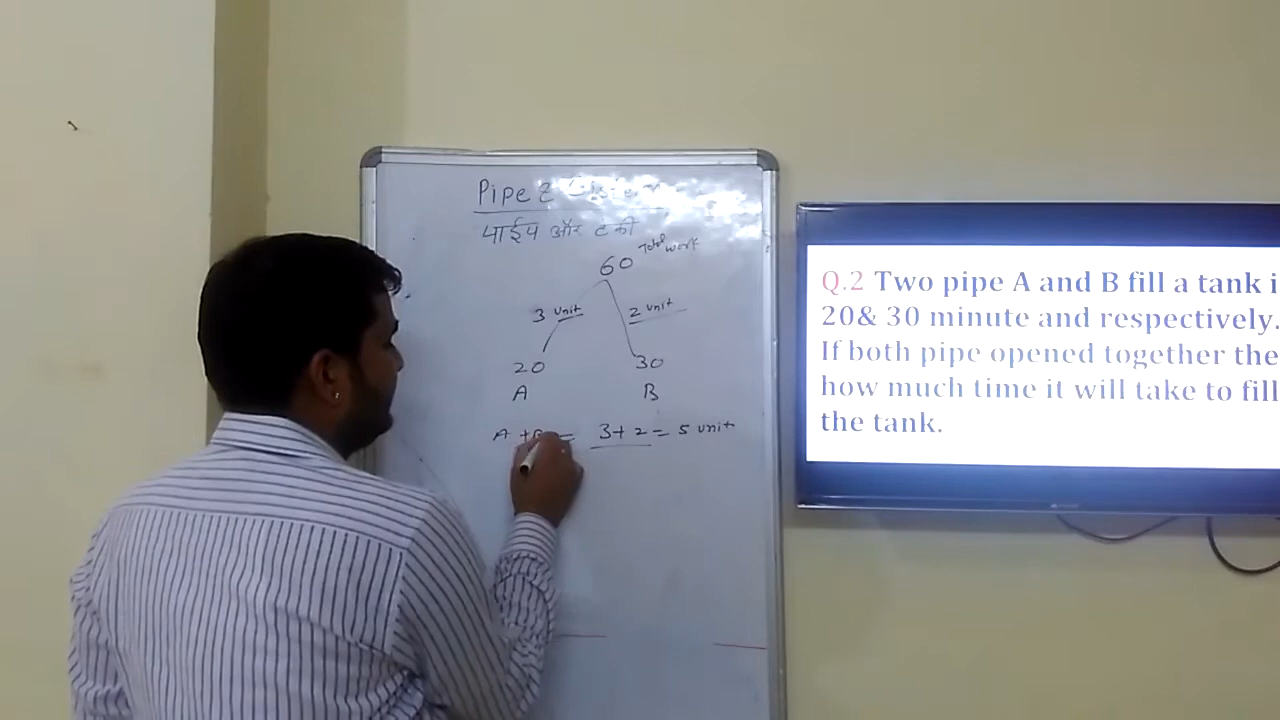 Pipe & Cistern
पाईप और टकी
60 Total work
3 unit 2 unit
20 30
A B
A + B = 3+2 = 5 unit
Q.2 Two pipe A and B fill a tank i
20& 30 minute and respectively.
If both pipe opened together the
how much time it will take to fill
the tank.